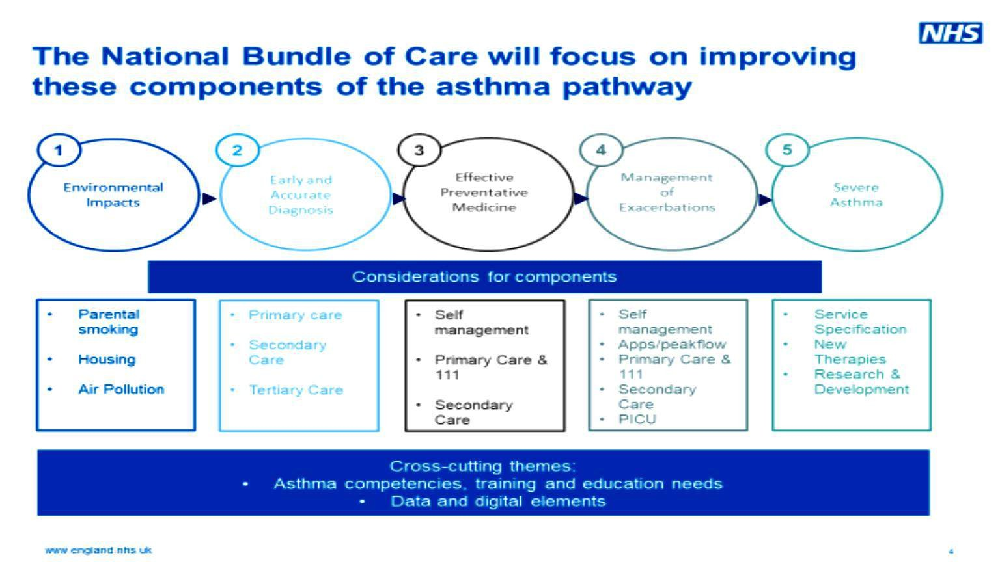 NHS
The National Bundle of Care will focus on improving
these components of the asthma pathway
1
Environmental
Impacts
2
Early and
Accurate
Diagnosis
3
Effective
Preventative
Medicine
4
Management
of
Exacerbations
5
Severe
Asthma
Considerations for components
• Parental
smoking
• Housing
• Air Pollution
• Primary care
• Secondary
Care
• Tertiary Care
• Self
management
• Primary Care &
111
• Secondary
Care
• Self
management
• Apps/peakflow
• Primary Care &
111
• Secondary
Care
• PICU
• Service
Specification
• New
Therapies
• Research &
Development
Cross-cutting themes:
• Asthma competencies, training and education needs
• Data and digital elements
www.england.nhs.uk
4